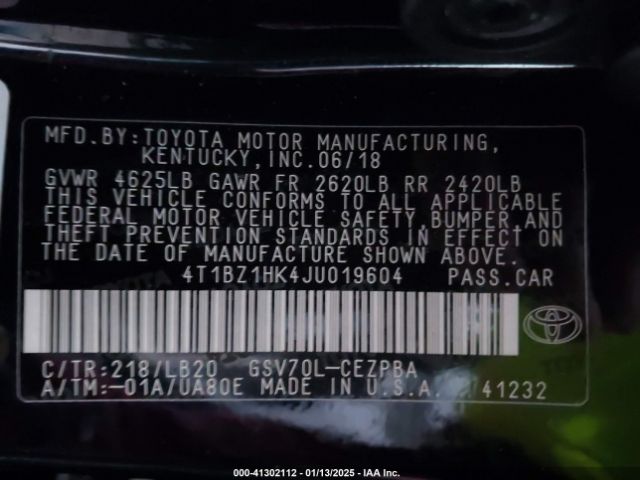 MFD.BY:TOYOTA MOTOR MANUFACTURING,
KENTUCKY,INC.06/18
GVWR 4625LB GAWR FR 2620LB RR 2420LB
THIS VEHICLE CONFORMS TO ALL APPLICABLE
FEDERAL MOTOR VEHICLE SAFETY,BUMPER,AND
THEFT PREVENTION STANDARDS IN EFFECT ON
THE DATE OF MANUFACTURE SHOWN ABOVE.
4T1BZ1HK4JU019604 PASS.CAR
C/TR:218/LB20 GSV70L-CEZPBA
A/TM:-01A/UA80E MADE IN U.S.A. 41232
000-41302112 - 01/13/2025 - IAA Inc.